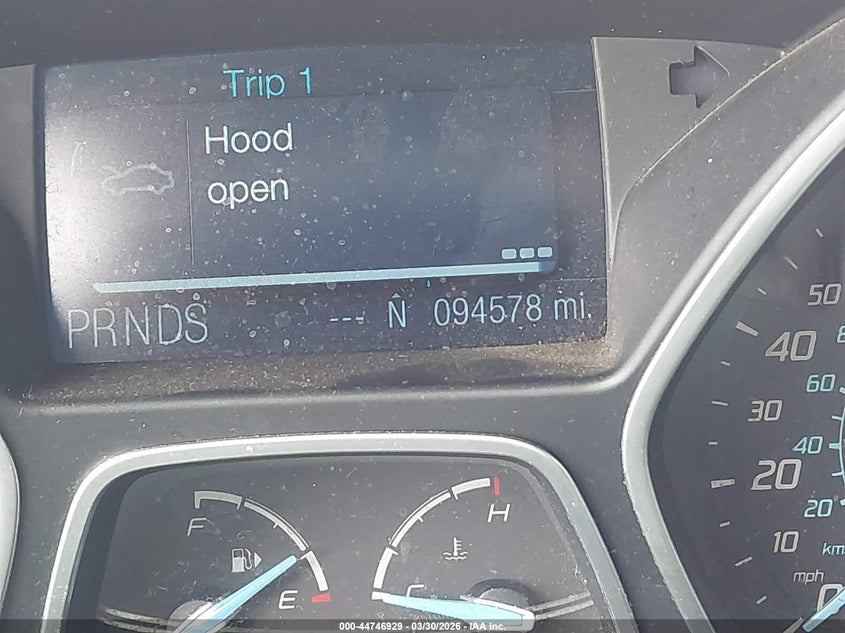 Trip 1
Hood
open
PRNDS --- N 094578 mi.
50
40
60
30
40
20
20
10
km
mph
0
F
E
H
C
000-44746929 - 03/30/2026 - IAA Inc.